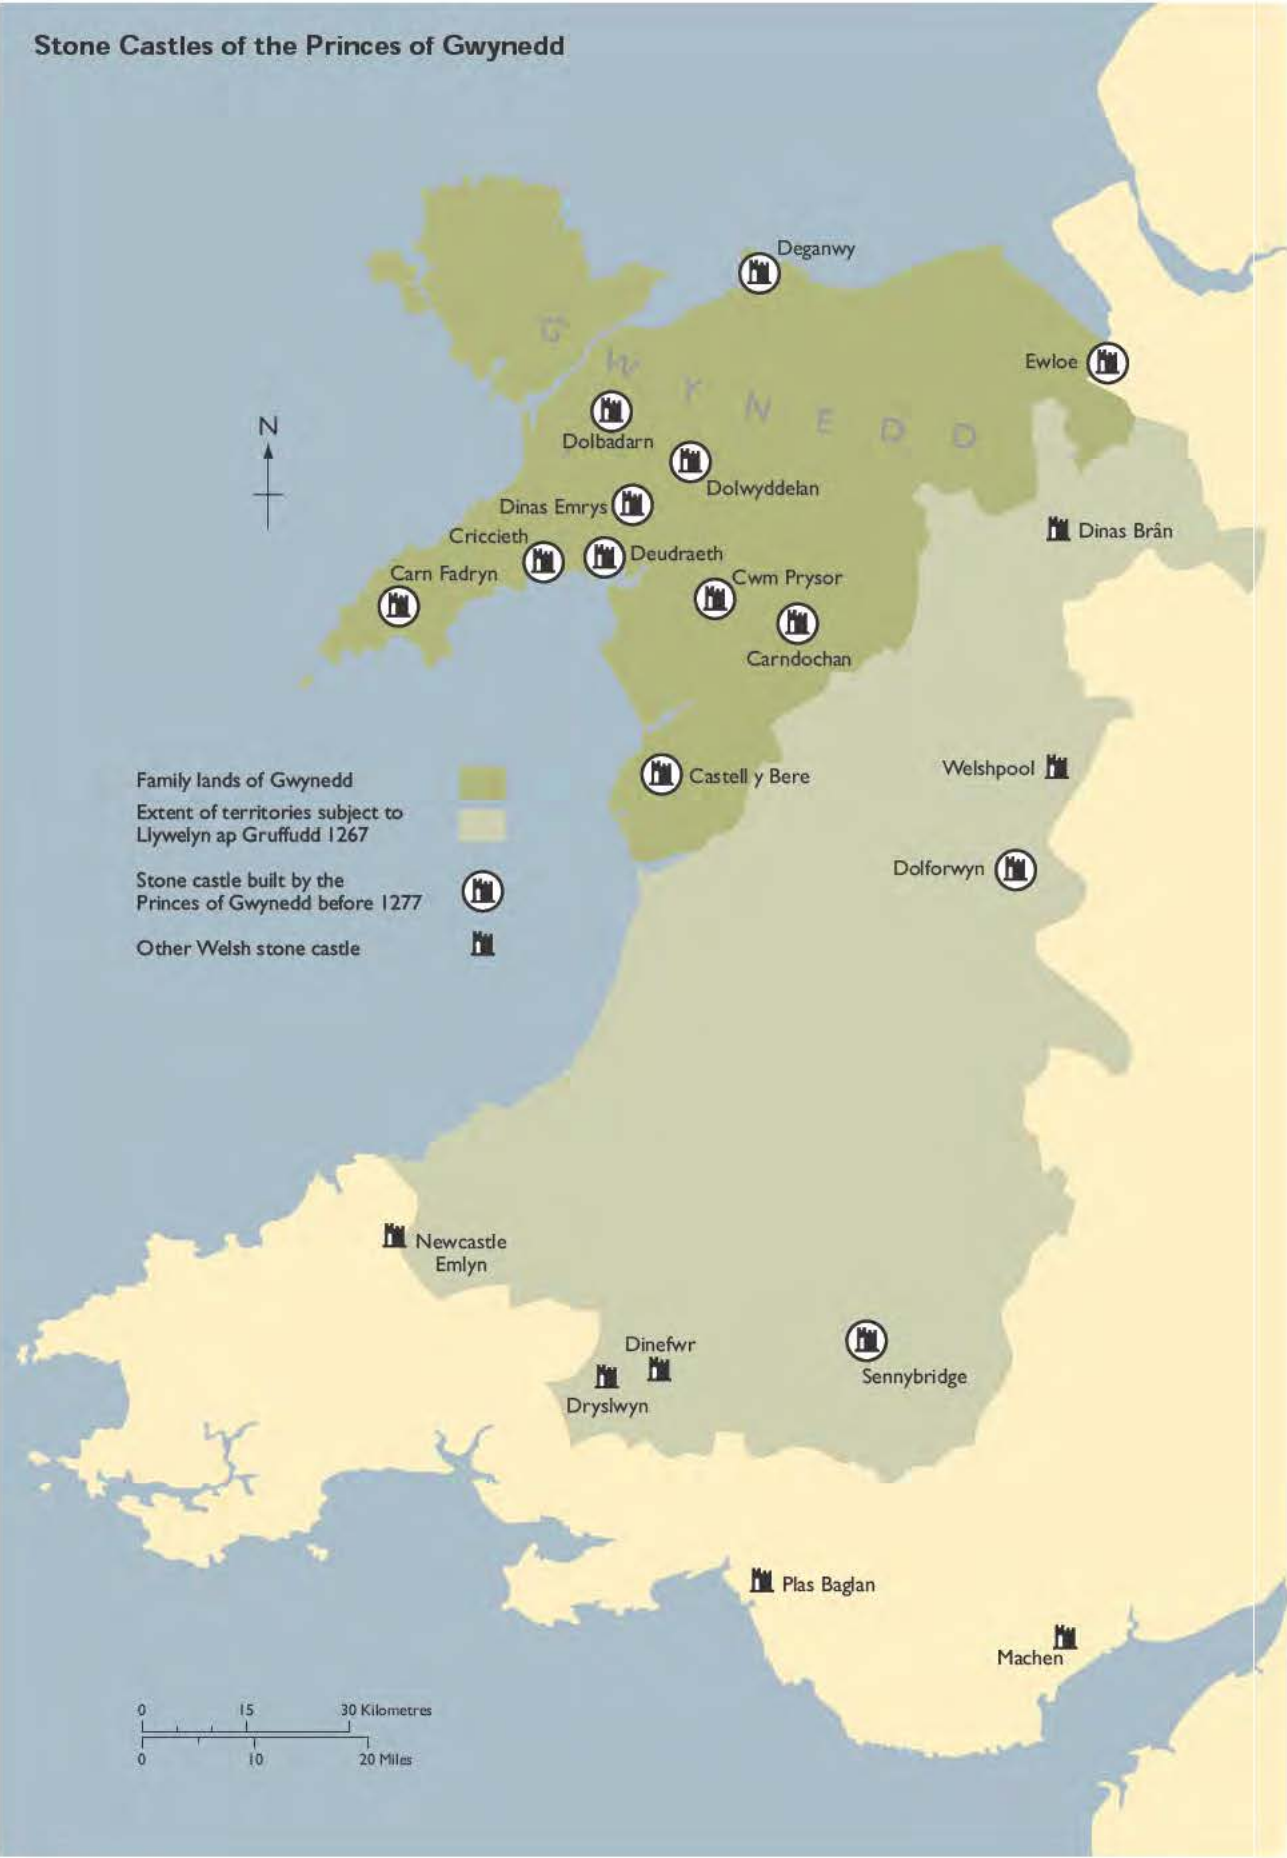 Stone Castles of the Princes of Gwynedd
Deganwy
Ewloe
GWYNEDD
N
Dolbadarn
Dolwyddelan
Dinas Emrys
Criccieth
Deudraeth
Dinas Brân
Carn Fadryn
Cwm Prysor
Carndochan
Family lands of Gwynedd
Castell y Bere
Welshpool
Extent of territories subject to
Llywelyn ap Gruffudd 1267
Dolforwyn
Stone castle built by the
Princes of Gwynedd before 1277
Other Welsh stone castle
Newcastle
Emlyn
Dinefwr
Sennybridge
Dryslwyn
Plas Baglan
Machen
0 15 30 Kilometres
0 10 20 Miles